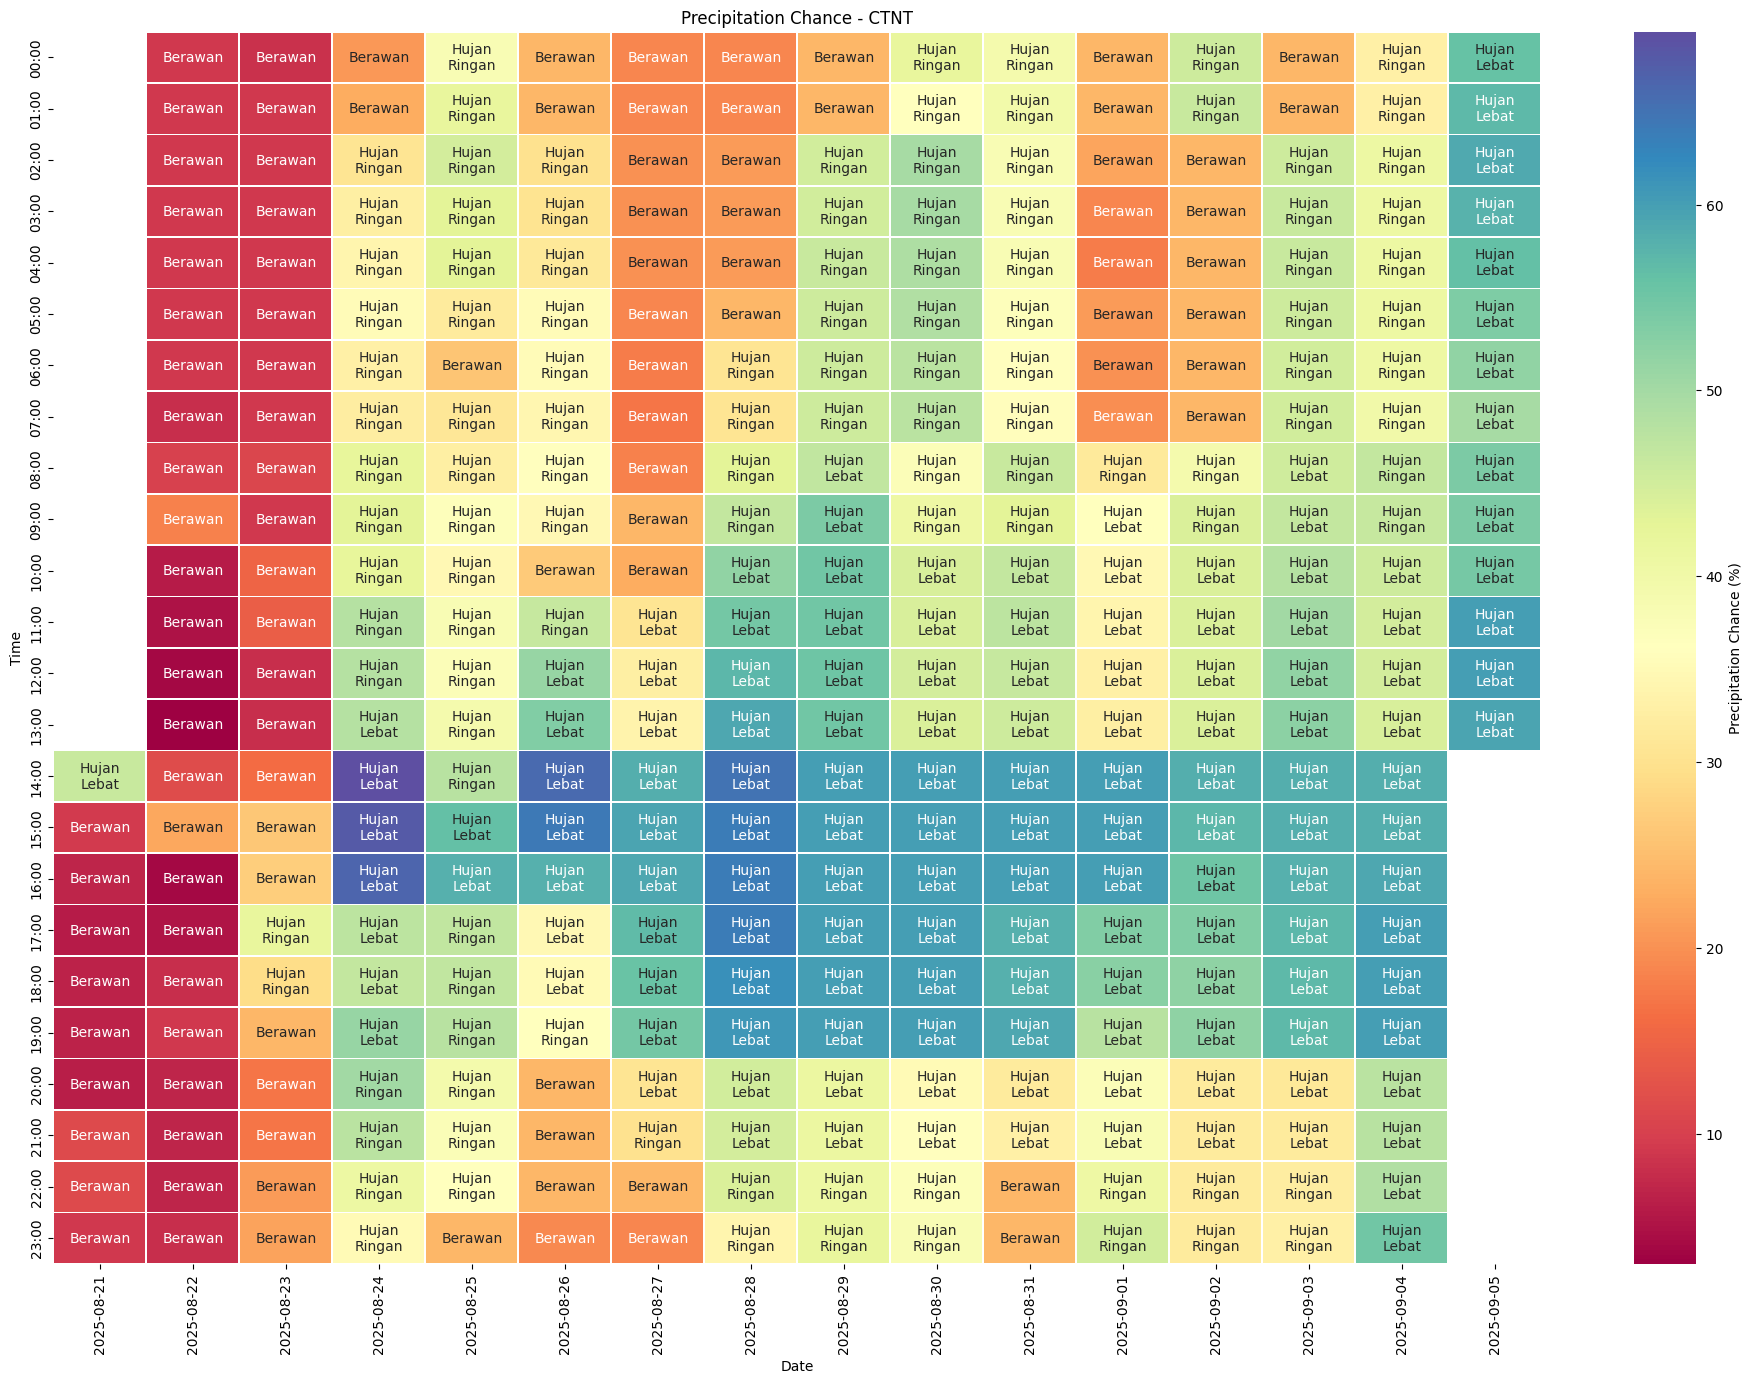 Precipitation Chance - CTNT
00:00 Berawan Berawan Berawan Hujan Ringan Berawan Berawan Berawan Berawan Hujan Ringan Hujan Ringan Berawan Hujan Ringan Berawan Hujan Ringan Hujan Lebat
01:00 Berawan Berawan Berawan Hujan Ringan Berawan Berawan Berawan Berawan Hujan Ringan Hujan Ringan Berawan Hujan Ringan Berawan Hujan Ringan Hujan Lebat
02:00 Berawan Berawan Hujan Ringan Hujan Ringan Hujan Ringan Berawan Berawan Hujan Ringan Hujan Ringan Hujan Ringan Berawan Berawan Hujan Ringan Hujan Ringan Hujan Lebat
03:00 Berawan Berawan Hujan Ringan Hujan Ringan Hujan Ringan Berawan Berawan Hujan Ringan Hujan Ringan Hujan Ringan Berawan Berawan Hujan Ringan Hujan Ringan Hujan Lebat
04:00 Berawan Berawan Hujan Ringan Hujan Ringan Hujan Ringan Berawan Berawan Hujan Ringan Hujan Ringan Hujan Ringan Berawan Berawan Hujan Ringan Hujan Ringan Hujan Lebat
05:00 Berawan Berawan Hujan Ringan Hujan Ringan Hujan Ringan Berawan Berawan Hujan Ringan Hujan Ringan Hujan Ringan Berawan Berawan Hujan Ringan Hujan Ringan Hujan Lebat
06:00 Berawan Berawan Hujan Ringan Berawan Hujan Ringan Berawan Hujan Ringan Hujan Ringan Hujan Ringan Hujan Ringan Berawan Berawan Hujan Ringan Hujan Ringan Hujan Lebat
07:00 Berawan Berawan Hujan Ringan Hujan Ringan Hujan Ringan Berawan Hujan Ringan Hujan Ringan Hujan Ringan Hujan Ringan Berawan Berawan Hujan Ringan Hujan Ringan Hujan Lebat
08:00 Berawan Berawan Hujan Ringan Hujan Ringan Hujan Ringan Berawan Hujan Ringan Hujan Lebat Hujan Ringan Hujan Ringan Hujan Ringan Hujan Ringan Hujan Lebat Hujan Ringan Hujan Lebat
09:00 Berawan Berawan Hujan Ringan Hujan Ringan Hujan Ringan Berawan Hujan Ringan Hujan Lebat Hujan Ringan Hujan Ringan Hujan Lebat Hujan Ringan Hujan Lebat Hujan Ringan Hujan Lebat
10:00 Berawan Berawan Hujan Ringan Hujan Ringan Berawan Berawan Hujan Lebat Hujan Lebat Hujan Lebat Hujan Lebat Hujan Lebat Hujan Lebat Hujan Lebat Hujan Lebat Hujan Lebat
11:00 Berawan Berawan Hujan Ringan Hujan Ringan Hujan Ringan Hujan Lebat Hujan Lebat Hujan Lebat Hujan Lebat Hujan Lebat Hujan Lebat Hujan Lebat Hujan Lebat Hujan Lebat Hujan Lebat
12:00 Berawan Berawan Hujan Ringan Hujan Ringan Hujan Lebat Hujan Lebat Hujan Lebat Hujan Lebat Hujan Lebat Hujan Lebat Hujan Lebat Hujan Lebat Hujan Lebat Hujan Lebat Hujan Lebat
13:00 Berawan Berawan Hujan Lebat Hujan Ringan Hujan Lebat Hujan Lebat Hujan Lebat Hujan Lebat Hujan Lebat Hujan Lebat Hujan Lebat Hujan Lebat Hujan Lebat Hujan Lebat Hujan Lebat
14:00 Hujan Lebat Berawan Berawan Hujan Lebat Hujan Ringan Hujan Lebat Hujan Lebat Hujan Lebat Hujan Lebat Hujan Lebat Hujan Lebat Hujan Lebat Hujan Lebat Hujan Lebat Hujan Lebat
15:00 Berawan Berawan Berawan Hujan Lebat Hujan Lebat Hujan Lebat Hujan Lebat Hujan Lebat Hujan Lebat Hujan Lebat Hujan Lebat Hujan Lebat Hujan Lebat Hujan Lebat Hujan Lebat
16:00 Berawan Berawan Berawan Hujan Lebat Hujan Lebat Hujan Lebat Hujan Lebat Hujan Lebat Hujan Lebat Hujan Lebat Hujan Lebat Hujan Lebat Hujan Lebat Hujan Lebat Hujan Lebat
17:00 Berawan Berawan Hujan Ringan Hujan Lebat Hujan Ringan Hujan Lebat Hujan Lebat Hujan Lebat Hujan Lebat Hujan Lebat Hujan Lebat Hujan Lebat Hujan Lebat Hujan Lebat Hujan Lebat
18:00 Berawan Berawan Hujan Ringan Hujan Lebat Hujan Ringan Hujan Lebat Hujan Lebat Hujan Lebat Hujan Lebat Hujan Lebat Hujan Lebat Hujan Lebat Hujan Lebat Hujan Lebat Hujan Lebat
19:00 Berawan Berawan Berawan Hujan Lebat Hujan Ringan Hujan Ringan Hujan Lebat Hujan Lebat Hujan Lebat Hujan Lebat Hujan Lebat Hujan Lebat Hujan Lebat Hujan Lebat Hujan Lebat
20:00 Berawan Berawan Berawan Hujan Ringan Hujan Ringan Berawan Hujan Lebat Hujan Lebat Hujan Lebat Hujan Lebat Hujan Lebat Hujan Lebat Hujan Lebat Hujan Lebat Hujan Lebat
21:00 Berawan Berawan Berawan Hujan Ringan Hujan Ringan Berawan Hujan Ringan Hujan Lebat Hujan Lebat Hujan Lebat Hujan Lebat Hujan Lebat Hujan Lebat Hujan Lebat Hujan Lebat
22:00 Berawan Berawan Berawan Hujan Ringan Hujan Ringan Berawan Berawan Hujan Ringan Hujan Ringan Hujan Ringan Berawan Hujan Ringan Hujan Ringan Hujan Ringan Hujan Lebat
23:00 Berawan Berawan Berawan Hujan Ringan Berawan Berawan Berawan Hujan Ringan Hujan Ringan Hujan Ringan Berawan Hujan Ringan Hujan Ringan Hujan Ringan Hujan Lebat
Time
2025-08-21 2025-08-22 2025-08-23 2025-08-24 2025-08-25 2025-08-26 2025-08-27 2025-08-28 2025-08-29 2025-08-30 2025-08-31 2025-09-01 2025-09-02 2025-09-03 2025-09-04 2025-09-05
Date
60
50
40
30
20
10
Precipitation Chance (%)